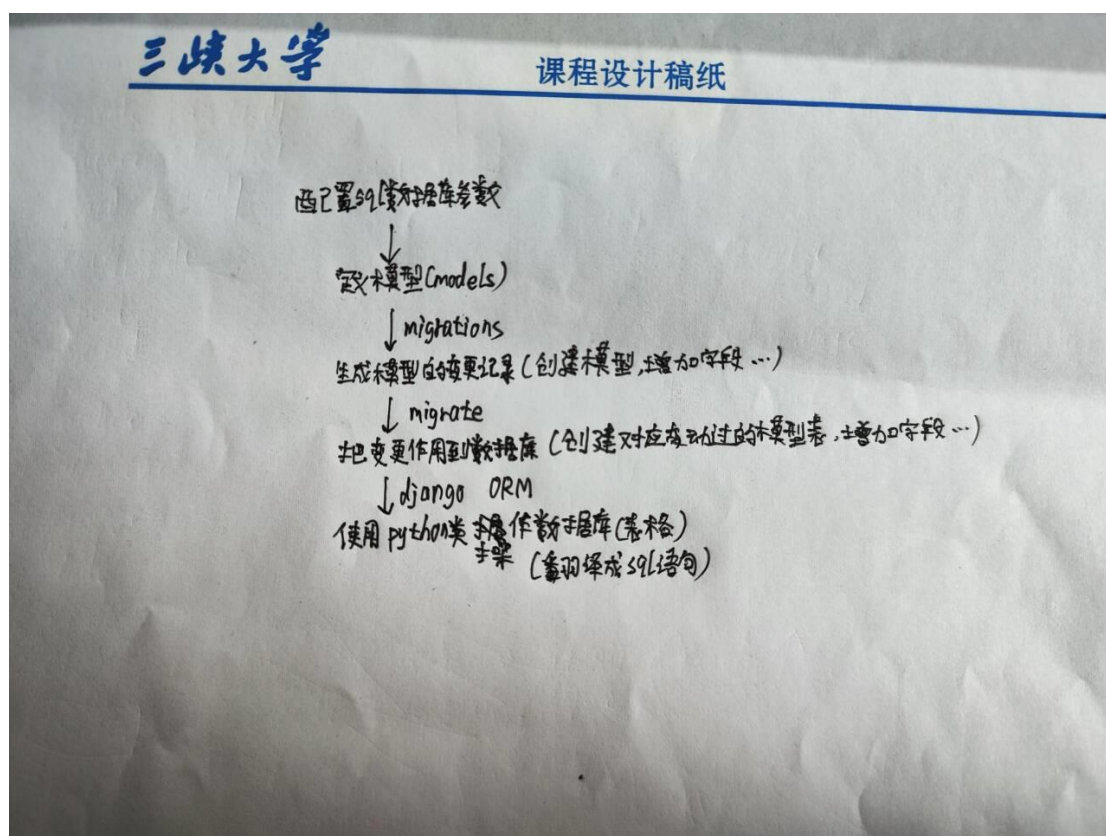 三峡大学
课程设计稿纸
配置sql数据库参数
↓
定义模型(models)
↓ migrations
生成模型的变更记录(创建模型,增加字段…)
↓ migrate
把变更作用到数据库(创建对应变动过的模型表,增加字段…)
↓ django ORM
使用python类操作数据库(表格)
操
(翻译成sql语句)